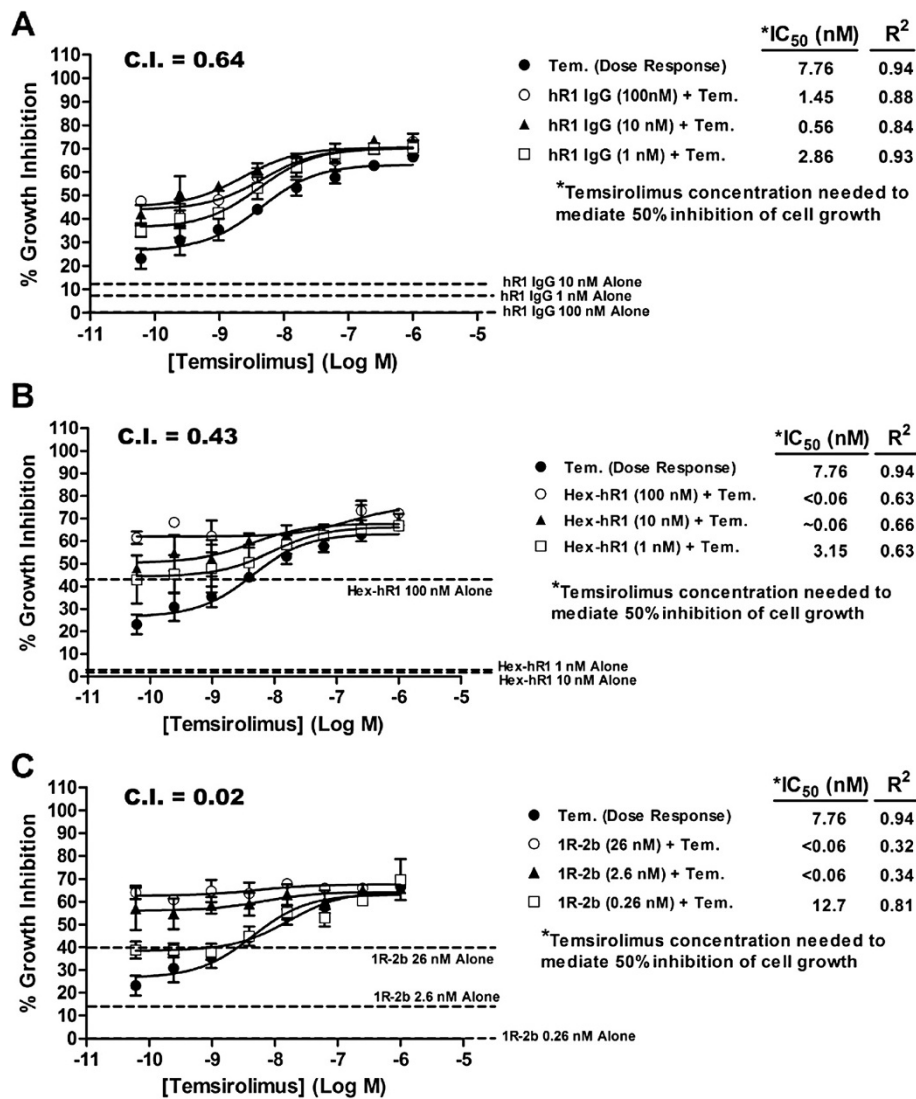 A
C.I. = 0.64
% Growth Inhibition
110
100
90
80
70
60
50
40
30
20
10
0
-11 -10 -9 -8 -7 -6 -5
[Temsirolimus] (Log M)
hR1 IgG 10 nM Alone
hR1 IgG 1 nM Alone
hR1 IgG 100 nM Alone
*IC50 (nM) R2
Tem. (Dose Response) 7.76 0.94
hR1 IgG (100nM) + Tem. 1.45 0.88
hR1 IgG (10 nM) + Tem. 0.56 0.84
hR1 IgG (1 nM) + Tem. 2.86 0.93
*Temsirolimus concentration needed to
mediate 50% inhibition of cell growth
B
C.I. = 0.43
% Growth Inhibition
110
100
90
80
70
60
50
40
30
20
10
0
-11 -10 -9 -8 -7 -6 -5
[Temsirolimus] (Log M)
Hex-hR1 100 nM Alone
Hex-hR1 1 nM Alone
Hex-hR1 10 nM Alone
*IC50 (nM) R2
Tem. (Dose Response) 7.76 0.94
Hex-hR1 (100 nM) + Tem. <0.06 0.63
Hex-hR1 (10 nM) + Tem. ~0.06 0.66
Hex-hR1 (1 nM) + Tem. 3.15 0.63
*Temsirolimus concentration needed to
mediate 50% inhibition of cell growth
C
C.I. = 0.02
% Growth Inhibition
110
100
90
80
70
60
50
40
30
20
10
0
-11 -10 -9 -8 -7 -6 -5
[Temsirolimus] (Log M)
1R-2b 26 nM Alone
1R-2b 2.6 nM Alone
1R-2b 0.26 nM Alone
*IC50 (nM) R2
Tem. (Dose Response) 7.76 0.94
1R-2b (26 nM) + Tem. <0.06 0.32
1R-2b (2.6 nM) + Tem. <0.06 0.34
1R-2b (0.26 nM) + Tem. 12.7 0.81
*Temsirolimus concentration needed to
mediate 50% inhibition of cell growth